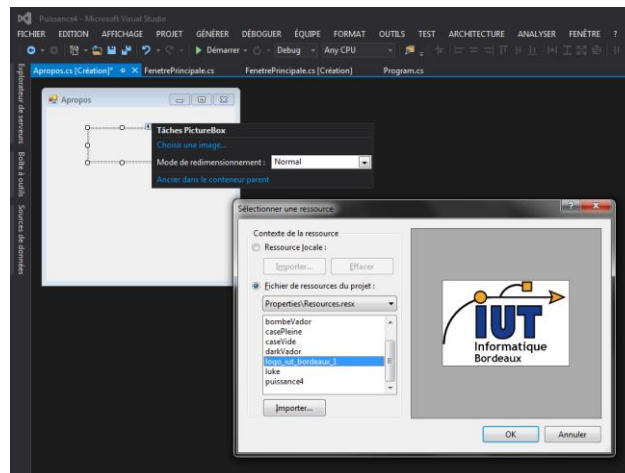 Puissance4 - Microsoft Visual Studio
FICHIER EDITION AFFICHAGE PROJET GÉNÉRER DÉBOGUER ÉQUIPE FORMAT OUTILS TEST ARCHITECTURE ANALYSER FENÊTRE ?
Démarrer Debug Any CPU
Apropos.cs [Création]* FenetrePrincipale.cs FenetrePrincipale.cs [Création] Program.cs
Explorateur de serveurs
Boîte à outils
Sources de données
Apropos
Tâches PictureBox
Choisir une image...
Mode de redimensionnement : Normal
Ancrer dans le conteneur parent
Sélectionner une ressource
Contexte de la ressource
Ressource locale :
Importer... Effacer
Fichier de ressources du projet :
Properties\Resources.resx
bombeVador
casePleine
caseVide
darkVador
logo_iut_bordeaux_1
luke
puissance4
Importer...
IUT
Informatique
Bordeaux
OK Annuler